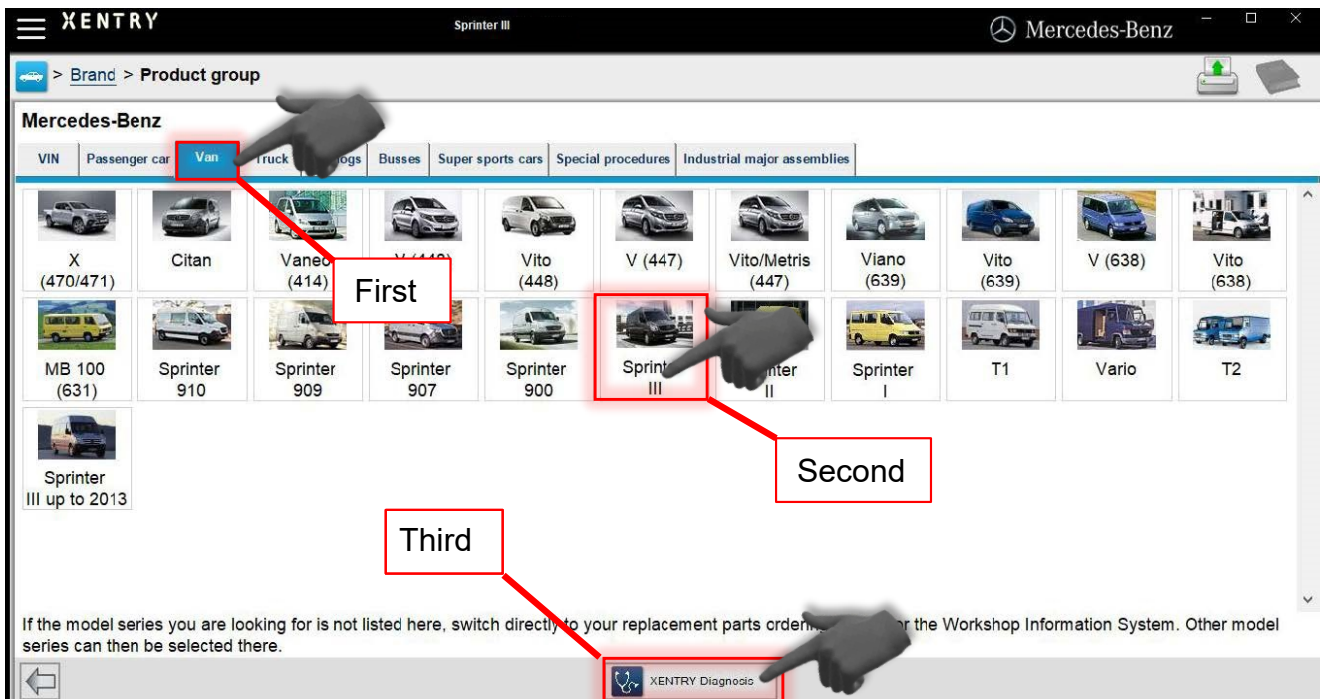 XENTRY
Sprinter III
Mercedes-Benz
> Brand > Product group
Mercedes-Benz
VIN Passenger car Van Truck ogs Busses Super sports cars Special procedures Industrial major assemblies
X Citan Vaneo Vito V (447) Vito/Metris Viano Vito V (638) Vito
(470/471) (414) (448) (447) (639) (639) (638)
First
MB 100 Sprinter Sprinter Sprinter Sprinter Sprinter Sprinter T1 Vario T2
(631) 910 909 907 900 III II I
Sprinter
III up to 2013
Second
Third
If the model series you are looking for is not listed here, switch directly to your replacement parts ordering or the Workshop Information System. Other model
series can then be selected there.
XENTRY Diagnosis